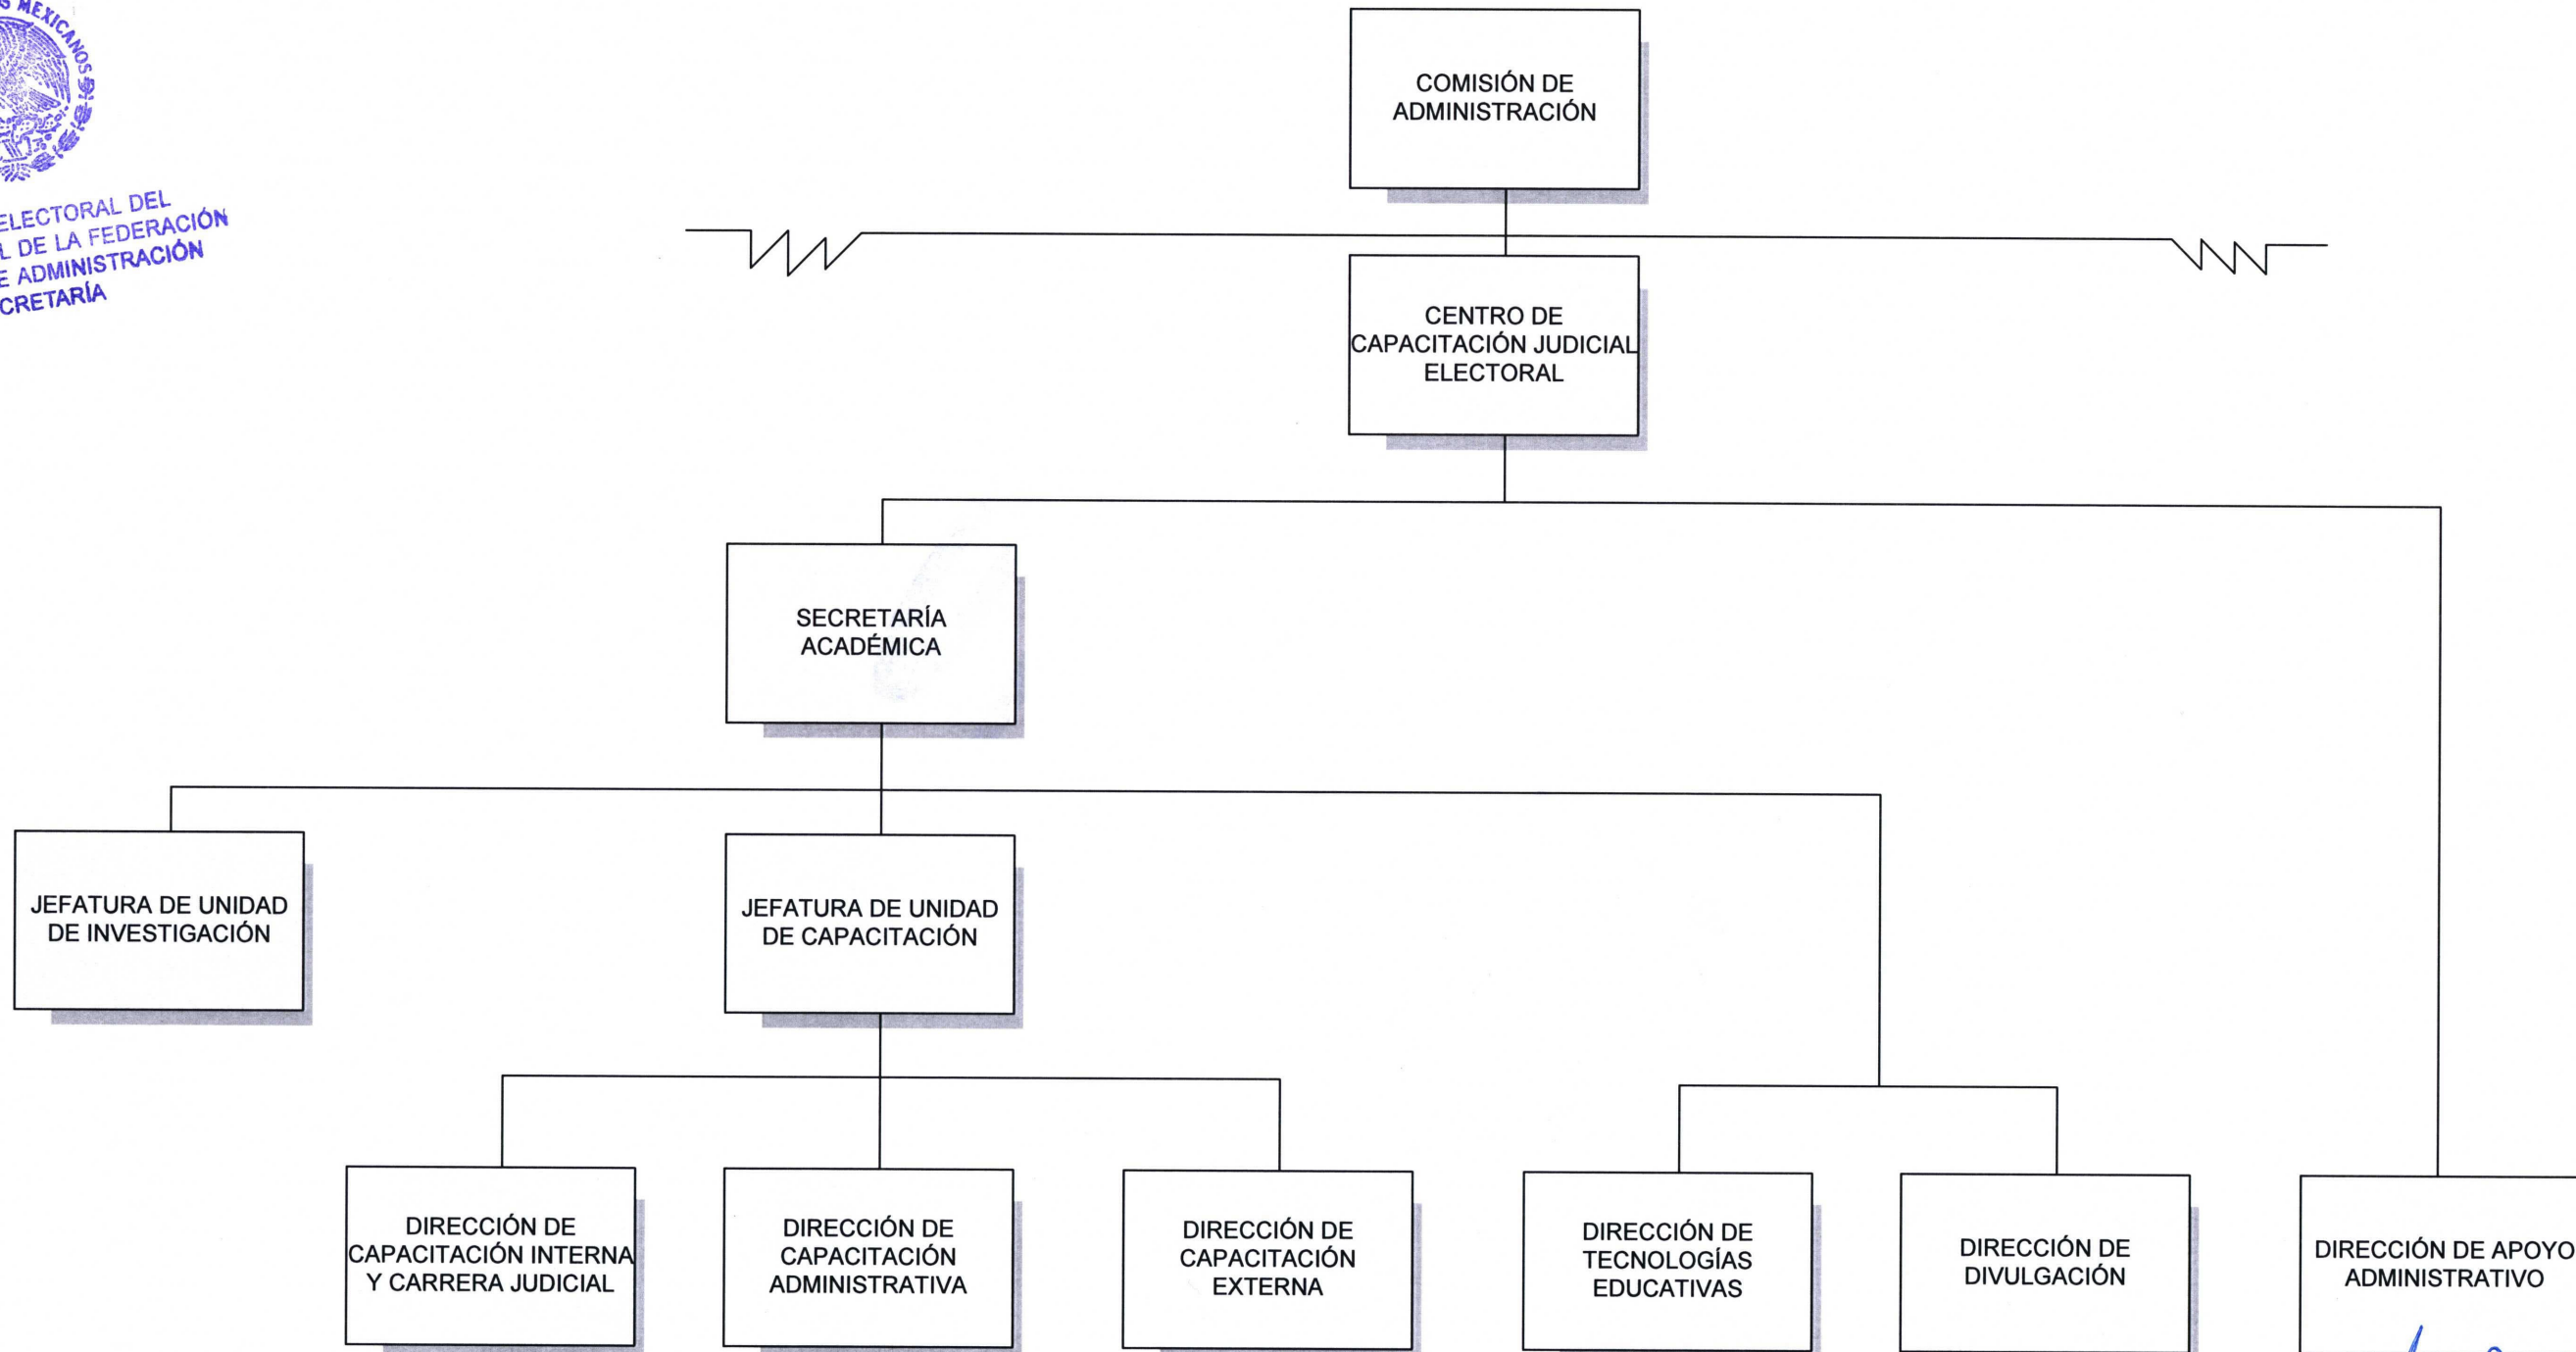 MEXICANOS
ELECTORAL DEL
DE LA FEDERACIÓN
ADMINISTRACIÓN
COMISIÓN DE
ADMINISTRACIÓN
CENTRO DE
CAPACITACIÓN JUDICIAL
ELECTORAL
SECRETARÍA
ACADÉMICA
JEFATURA DE UNIDAD
DE INVESTIGACIÓN
JEFATURA DE UNIDAD
DE CAPACITACIÓN
DIRECCIÓN DE
CAPACITACIÓN INTERNA
Y CARRERA JUDICIAL
DIRECCIÓN DE
CAPACITACIÓN
ADMINISTRATIVA
DIRECCIÓN DE
CAPACITACIÓN
EXTERNA
DIRECCIÓN DE
TECNOLOGÍAS
EDUCATIVAS
DIRECCIÓN DE
DIVULGACIÓN
DIRECCIÓN DE APOYO
ADMINISTRATIVO